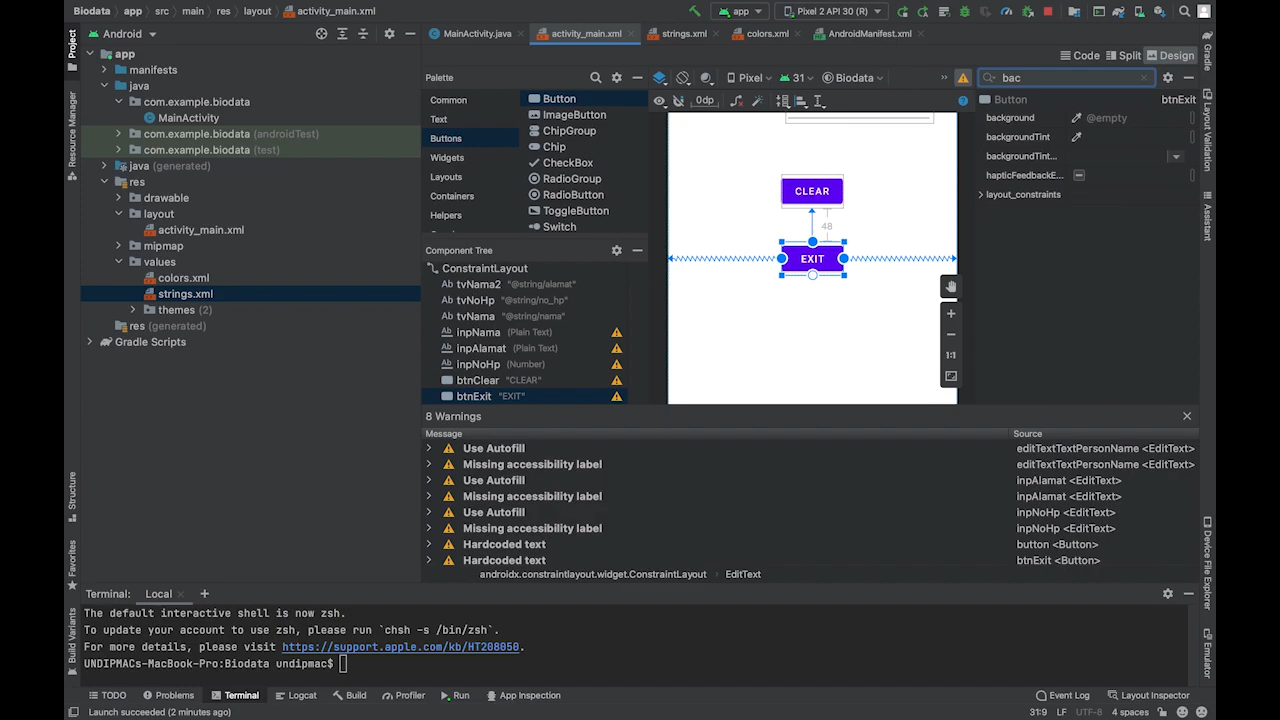 Biodata app src main res layout activity_main.xml
app Pixel 2 API 30 (R)
Android
MainActivity.java activity_main.xml strings.xml colors.xml AndroidManifest.xml
Code Split Design
Project
Resource Manager
Structure
Favorites
Build Variants
app
manifests
java
com.example.biodata
MainActivity
com.example.biodata (androidTest)
com.example.biodata (test)
java (generated)
res
drawable
layout
activity_main.xml
mipmap
values
colors.xml
strings.xml
themes (2)
res (generated)
Gradle Scripts
Palette
Common
Text
Buttons
Widgets
Layouts
Containers
Helpers
Button
ImageButton
ChipGroup
Chip
CheckBox
RadioGroup
RadioButton
ToggleButton
Switch
Component Tree
ConstraintLayout
Ab tvNama2 "@string/alamat"
Ab tvNoHp "@string/no_hp"
Ab tvNama "@string/nama"
Ab inpNama (Plain Text)
Ab inpAlamat (Plain Text)
Ab inpNoHp (Number)
btnClear "CLEAR"
btnExit "EXIT"
Pixel 31 Biodata »
0dp
CLEAR
48
EXIT
1:1
bac
Button btnExit
background @empty
backgroundTint
backgroundTint...
hapticFeedbackE...
layout_constraints
Gradle
Layout Validation
Assistant
Device File Explorer
Emulator
8 Warnings
Message Source
Use Autofill editTextTextPersonName <EditText>
Missing accessibility label editTextTextPersonName <EditText>
Use Autofill inpAlamat <EditText>
Missing accessibility label inpAlamat <EditText>
Use Autofill inpNoHp <EditText>
Missing accessibility label inpNoHp <EditText>
Hardcoded text button <Button>
Hardcoded text btnExit <Button>
androidx.constraintlayout.widget.ConstraintLayout EditText
Terminal: Local
The default interactive shell is now zsh.
To update your account to use zsh, please run `chsh -s /bin/zsh`.
For more details, please visit https://support.apple.com/kb/HT208050.
UNDIPMACs-MacBook-Pro:Biodata undipmac$
TODO Problems Terminal Logcat Build Profiler Run App Inspection Event Log Layout Inspector
Launch succeeded (2 minutes ago) 31:9 LF UTF-8 4 spaces